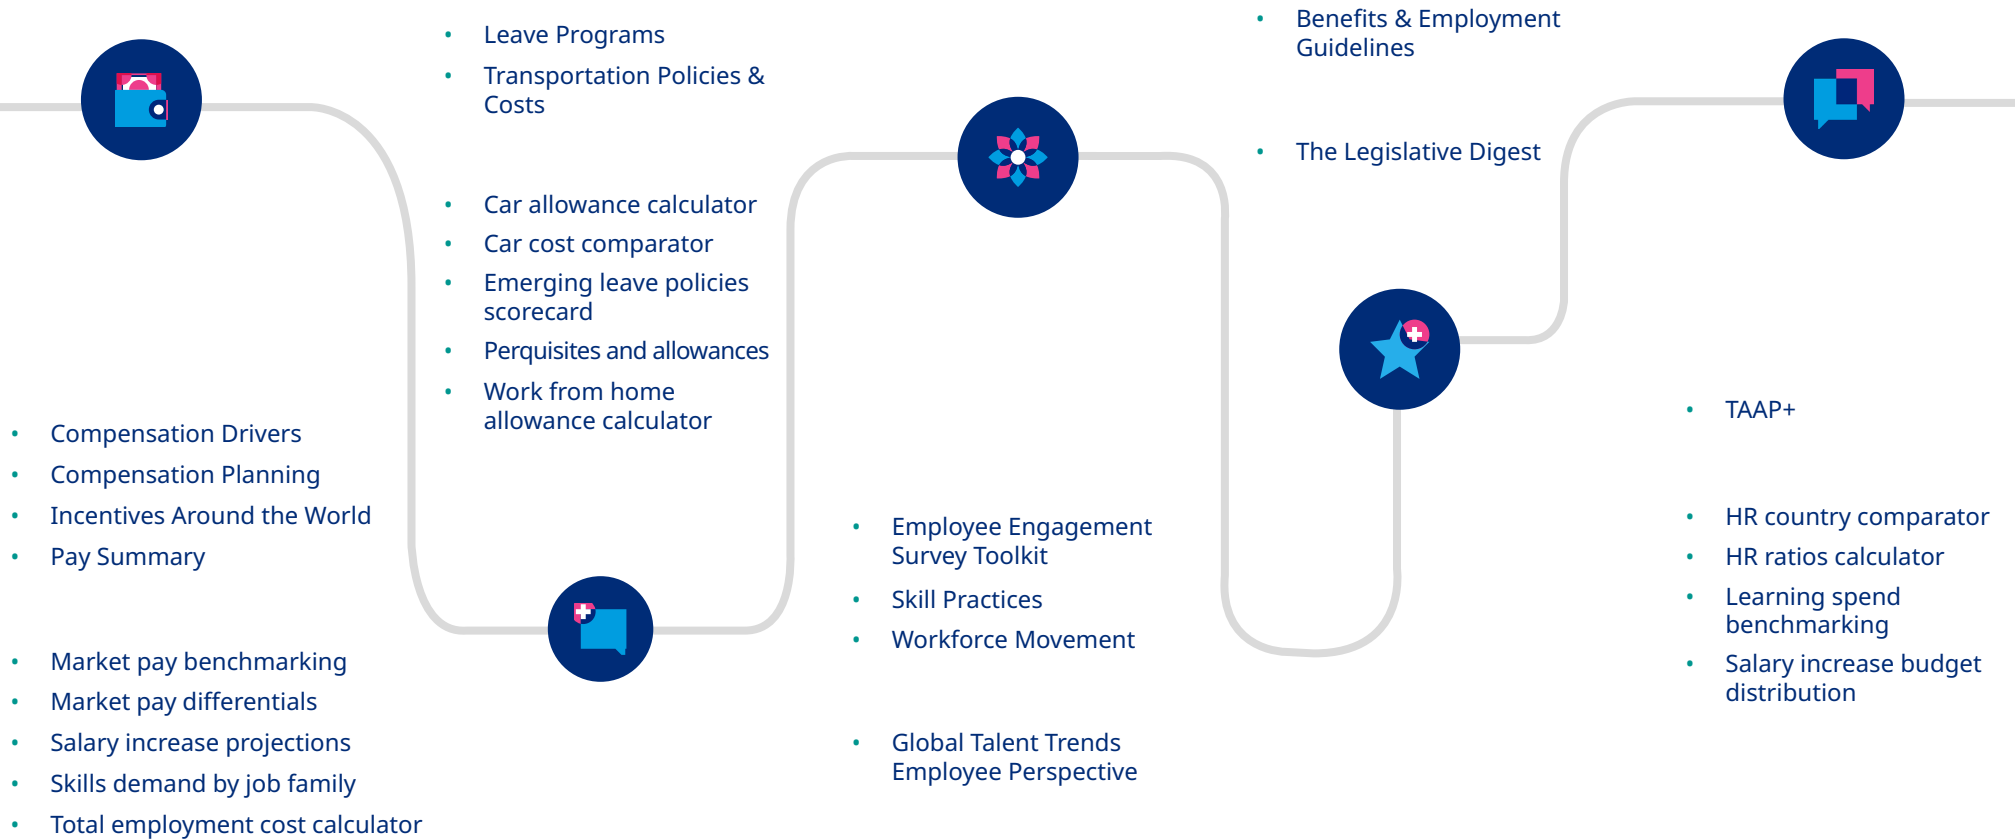 • Compensation Drivers
• Compensation Planning
• Incentives Around the World
• Pay Summary
• Market pay benchmarking
• Market pay differentials
• Salary increase projections
• Skills demand by job family
• Total employment cost calculator
• Leave Programs
• Transportation Policies &
Costs
• Car allowance calculator
• Car cost comparator
• Emerging leave policies
scorecard
• Perquisites and allowances
• Work from home
allowance calculator
• Employee Engagement
Survey Toolkit
• Skill Practices
• Workforce Movement
• Global Talent Trends
Employee Perspective
• Benefits & Employment
Guidelines
• The Legislative Digest
• TAAP+
• HR country comparator
• HR ratios calculator
• Learning spend
benchmarking
• Salary increase budget
distribution